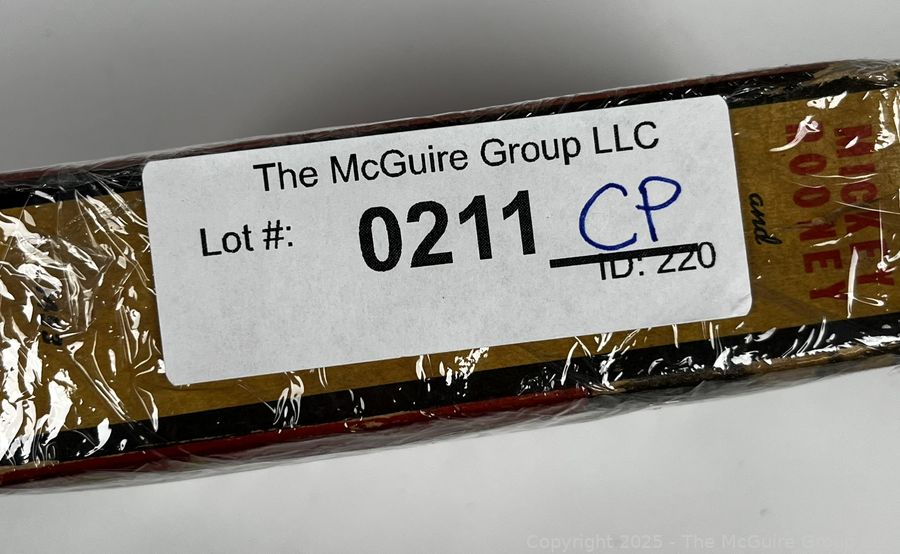 The McGuire Group LLC
Lot #: 0211 CP
ID: 220
MICKEY
ROONEY
and
Copyright 2025 - The McGuire Group